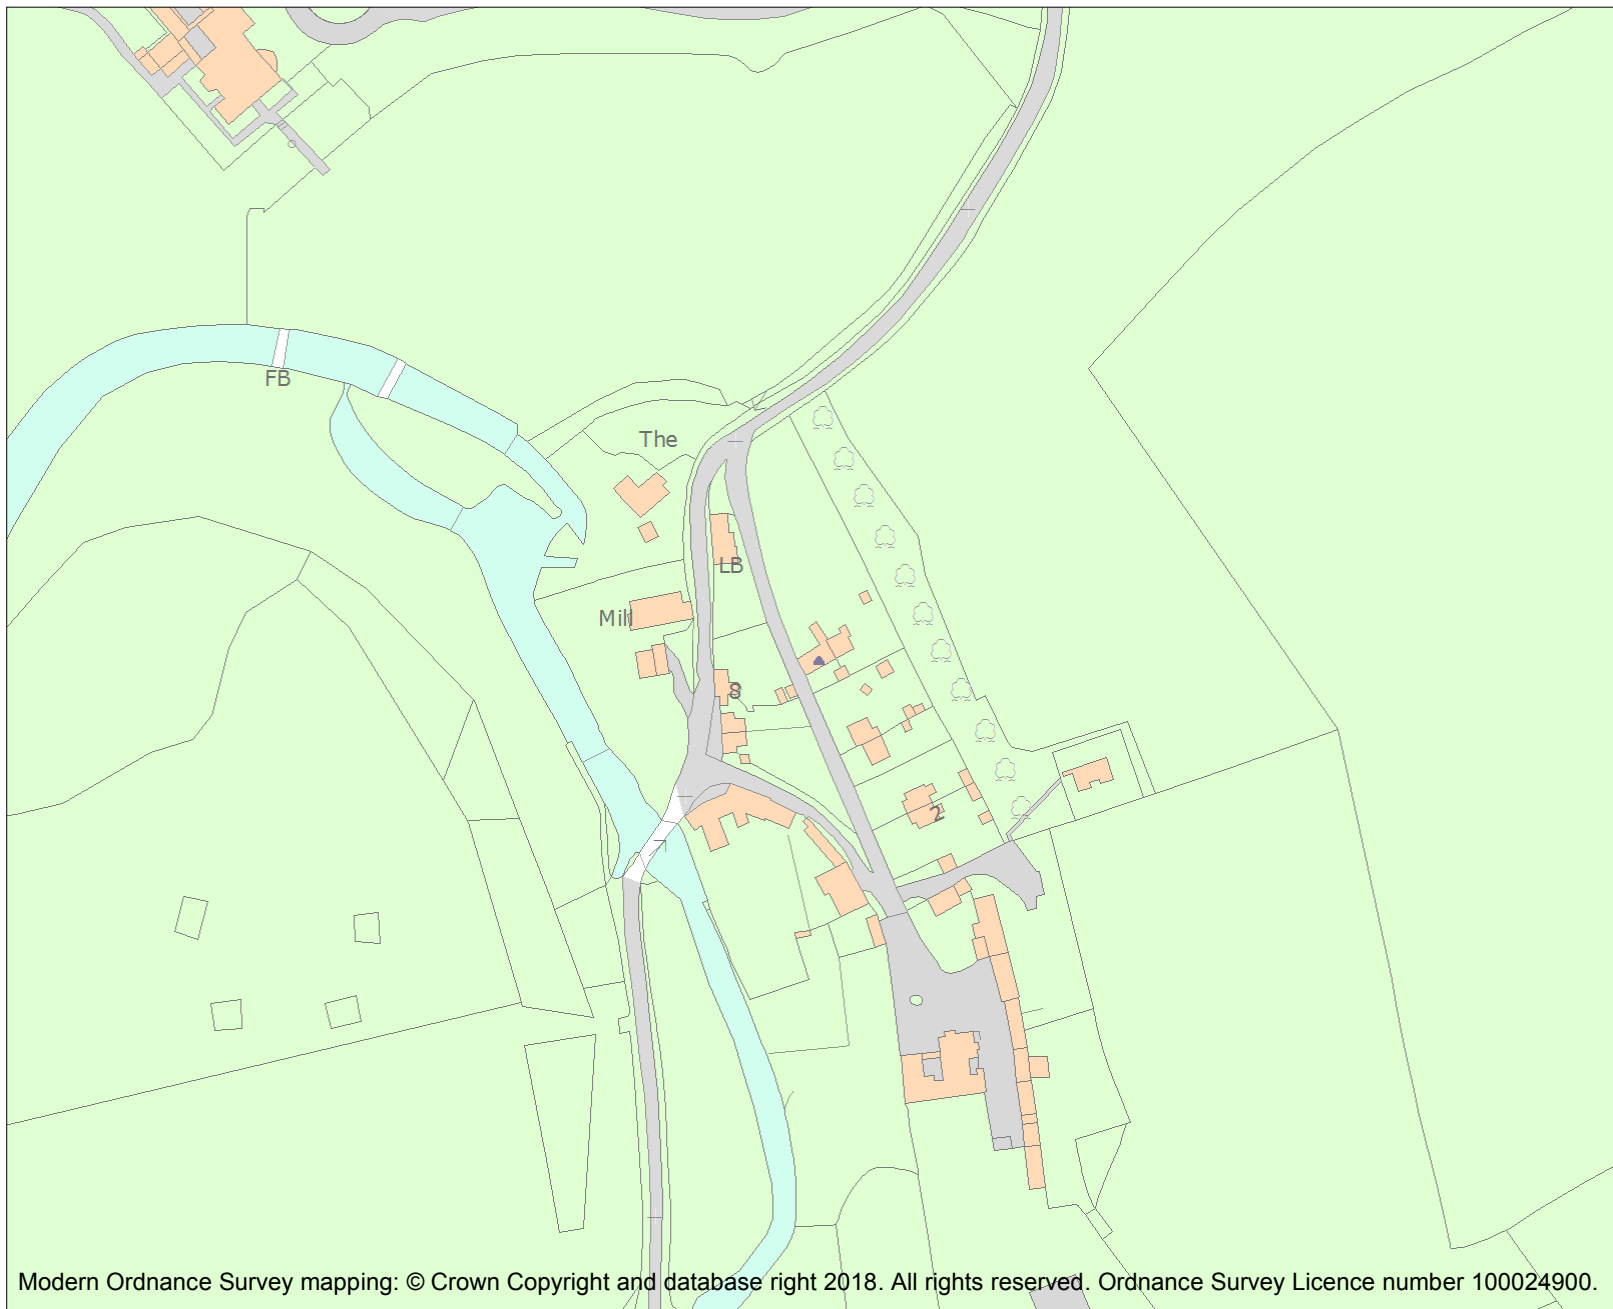 FB
The
LB
Mill
8
2
Modern Ordnance Survey mapping: © Crown Copyright and database right 2018. All rights reserved. Ordnance Survey Licence number 100024900.